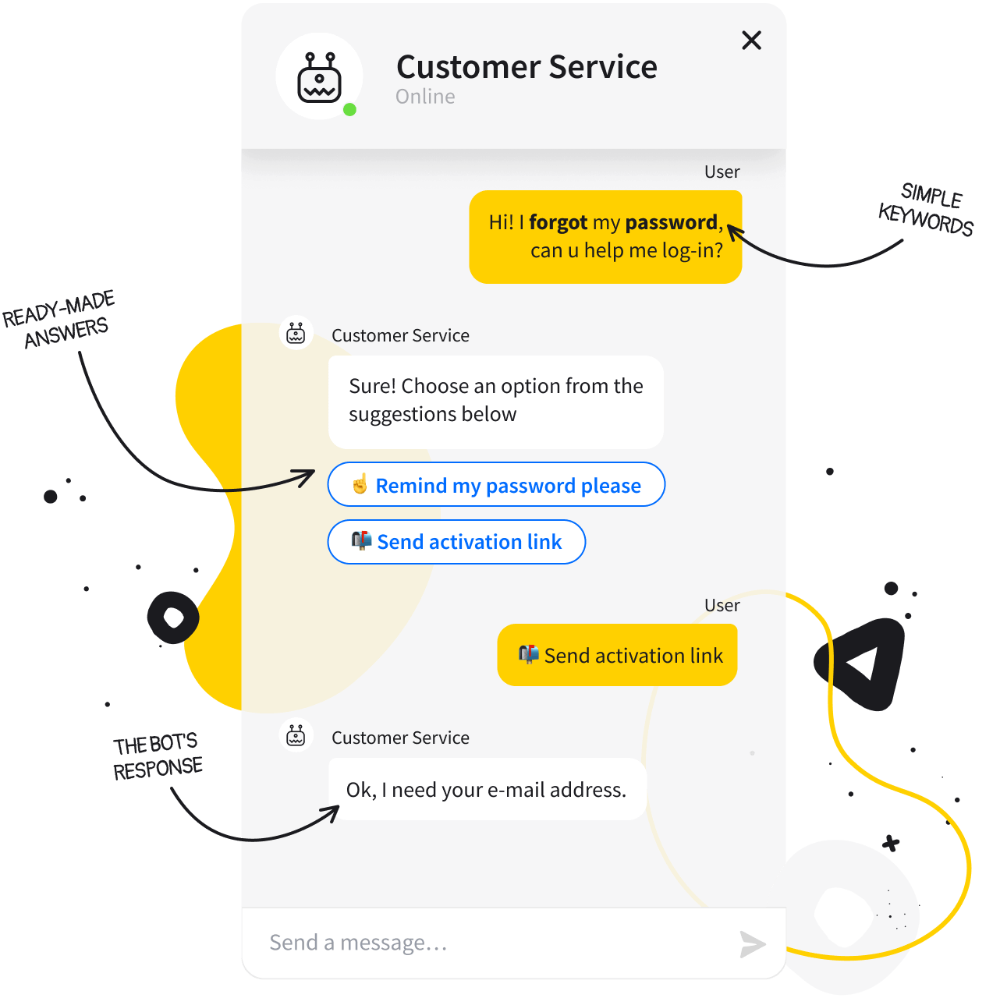 Customer Service
Online
User
SIMPLE
KEYWORDS
Hi! I forgot my password,
can u help me log-in?
READY-MADE
ANSWERS
Customer Service
Sure! Choose an option from the
suggestions below
☝️ Remind my password please
📬 Send activation link
User
📬 Send activation link
THE BOT'S
RESPONSE
Customer Service
Ok, I need your e-mail address.
Send a message...